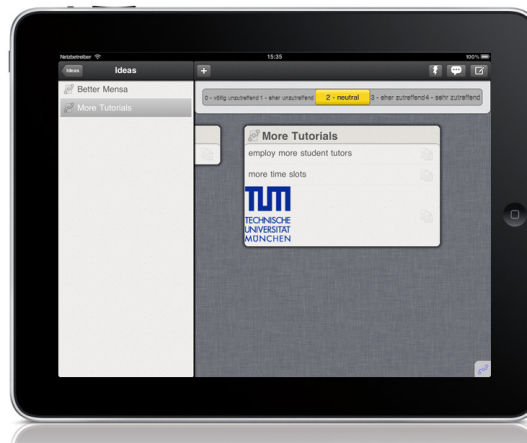 Netzbetreiber 15:35 100%
Ideas Ideas +
Better Mensa
More Tutorials
0 - völlig unzutreffend 1 - eher unzutreffend 2 - neutral 3 - eher zutreffend 4 - sehr zutreffend
More Tutorials
employ more student tutors
more time slots
TUM
TECHNISCHE
UNIVERSITÄT
MÜNCHEN